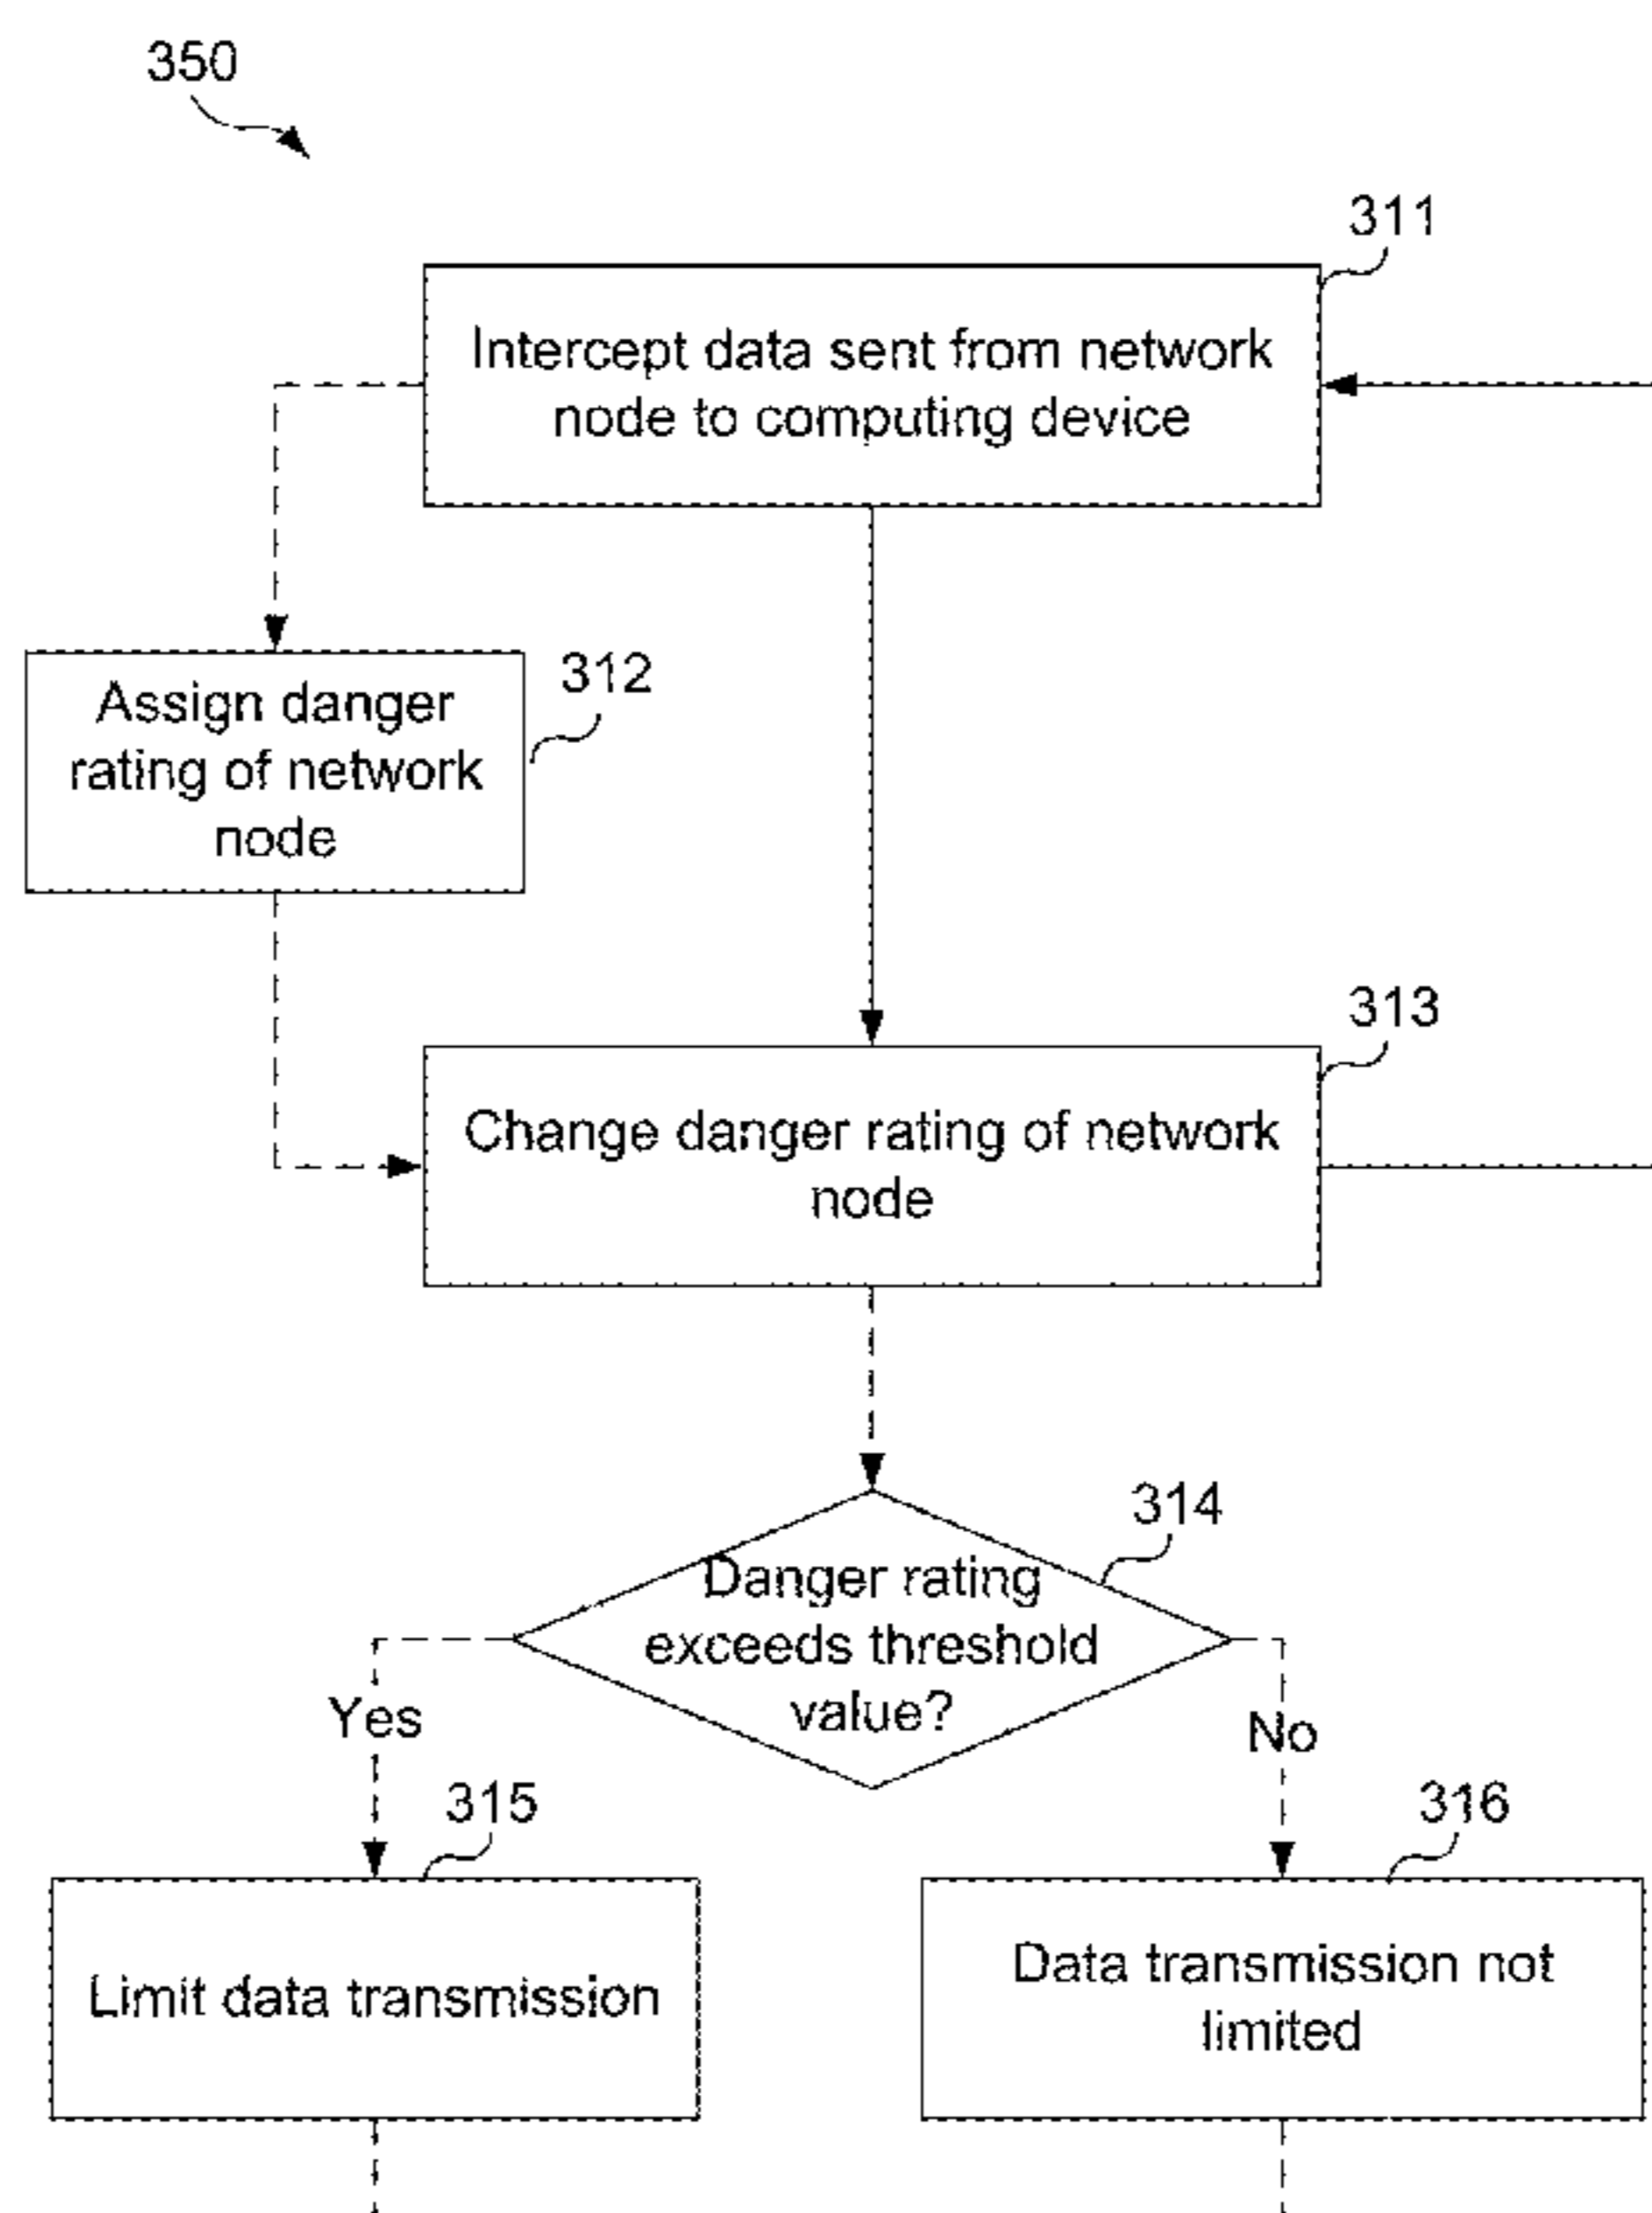 350
311
Intercept data sent from network
node to computing device
312
Assign danger
rating of network
node
313
Change danger rating of network
node
314
Danger rating
exceeds threshold
value?
Yes
No
315
316
Limit data transmission
Data transmission not
limited